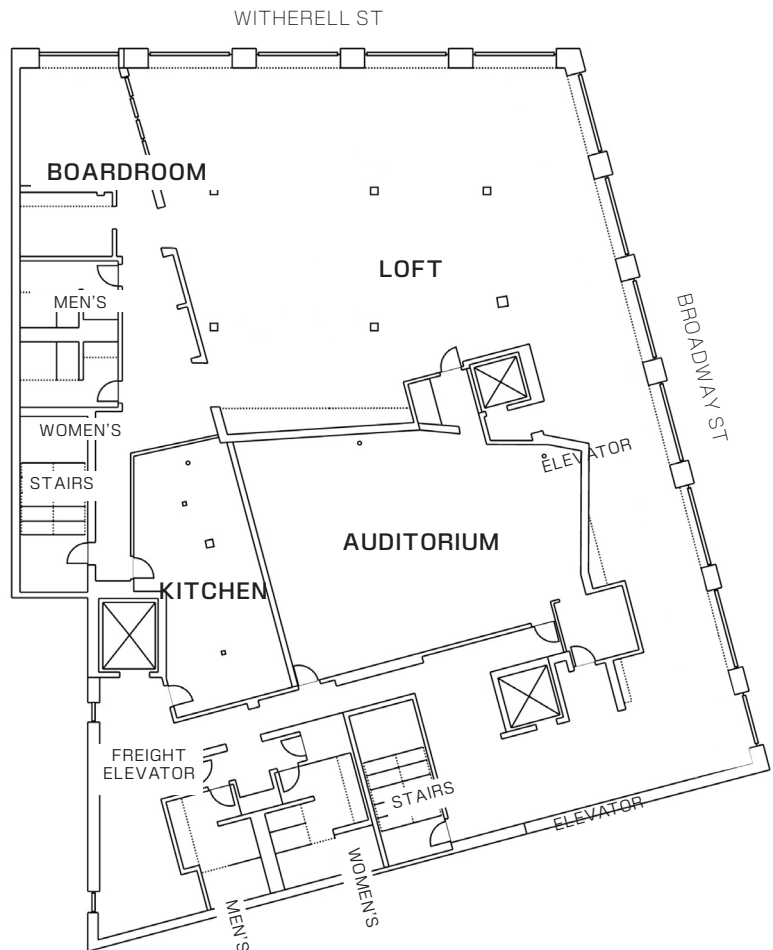 WITHERELL ST
BOARDROOM
LOFT
MEN'S
BROADWAY ST
WOMEN'S
ELEVATOR
STAIRS
AUDITORIUM
KITCHEN
FREIGHT
ELEVATOR
STAIRS
ELEVATOR
WOMEN'S
MEN'S